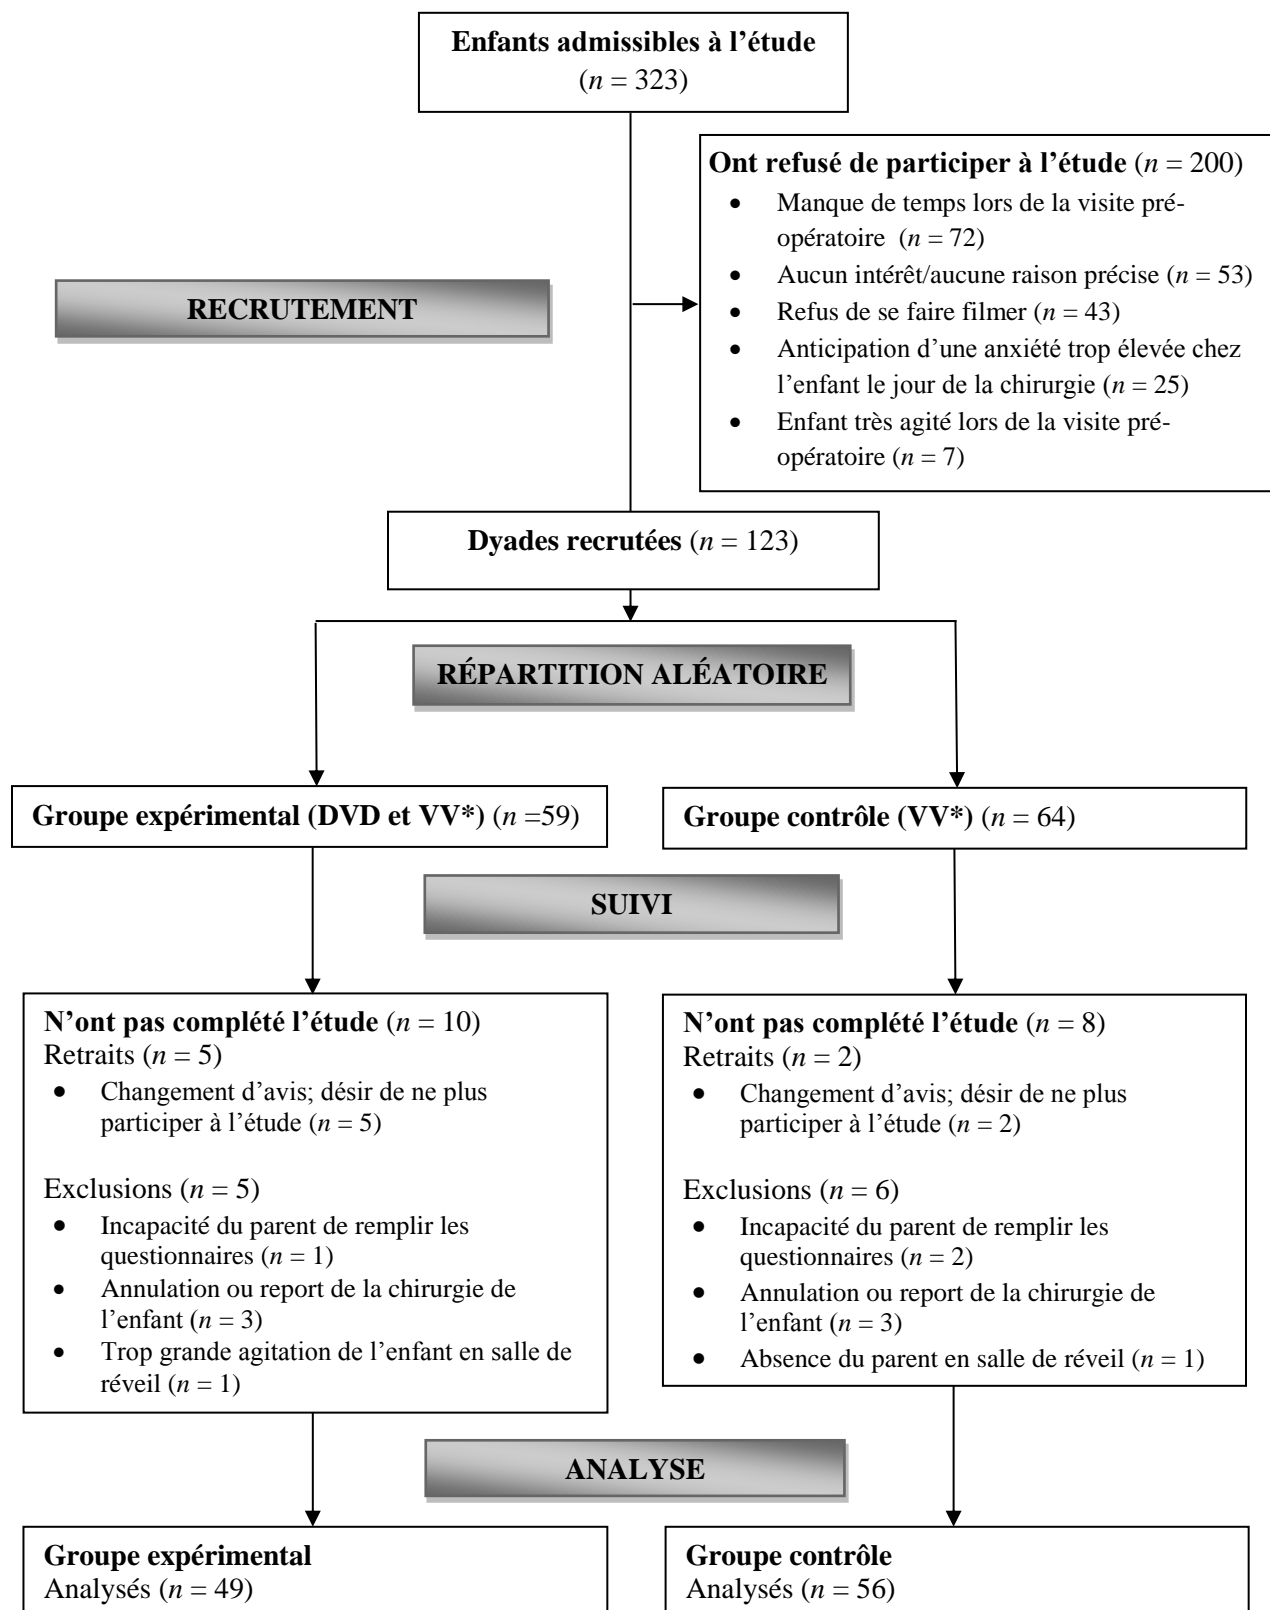 Enfants admissibles à l’étude
(n = 323)
Ont refusé de participer à l’étude (n = 200)
• Manque de temps lors de la visite pré-
opératoire (n = 72)
• Aucun intérêt/aucune raison précise (n = 53)
• Refus de se faire filmer (n = 43)
• Anticipation d’une anxiété trop élevée chez
l’enfant le jour de la chirurgie (n = 25)
• Enfant très agité lors de la visite pré-
opératoire (n = 7)
RECRUTEMENT
Dyades recrutées (n = 123)
RÉPARTITION ALÉATOIRE
Groupe expérimental (DVD et VV*) (n =59)
Groupe contrôle (VV*) (n = 64)
SUIVI
N’ont pas complété l’étude (n = 10)
Retraits (n = 5)
• Changement d’avis; désir de ne plus
participer à l’étude (n = 5)
Exclusions (n = 5)
• Incapacité du parent de remplir les
questionnaires (n = 1)
• Annulation ou report de la chirurgie de
l’enfant (n = 3)
• Trop grande agitation de l’enfant en salle de
réveil (n = 1)
N’ont pas complété l’étude (n = 8)
Retraits (n = 2)
• Changement d’avis; désir de ne plus
participer à l’étude (n = 2)
Exclusions (n = 6)
• Incapacité du parent de remplir les
questionnaires (n = 2)
• Annulation ou report de la chirurgie de
l’enfant (n = 3)
• Absence du parent en salle de réveil (n = 1)
ANALYSE
Groupe expérimental
Analysés (n = 49)
Groupe contrôle
Analysés (n = 56)